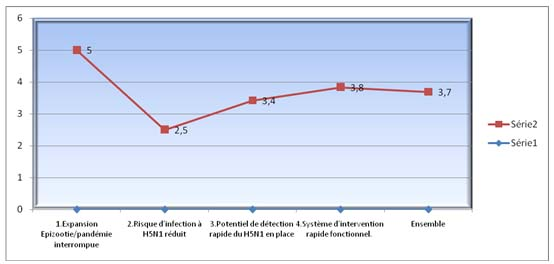 6
5
4
3
2
1
0
5
2,5
3,4
3,8
3,7
Série2
Série1
1.Expansion
Epizootie/pandémie
interrompue
2.Risque d'infection à
H5N1 réduit
3.Potentiel de détection
rapide du H5N1 en place
4.Système d'intervention
rapide fonctionnel.
Ensemble